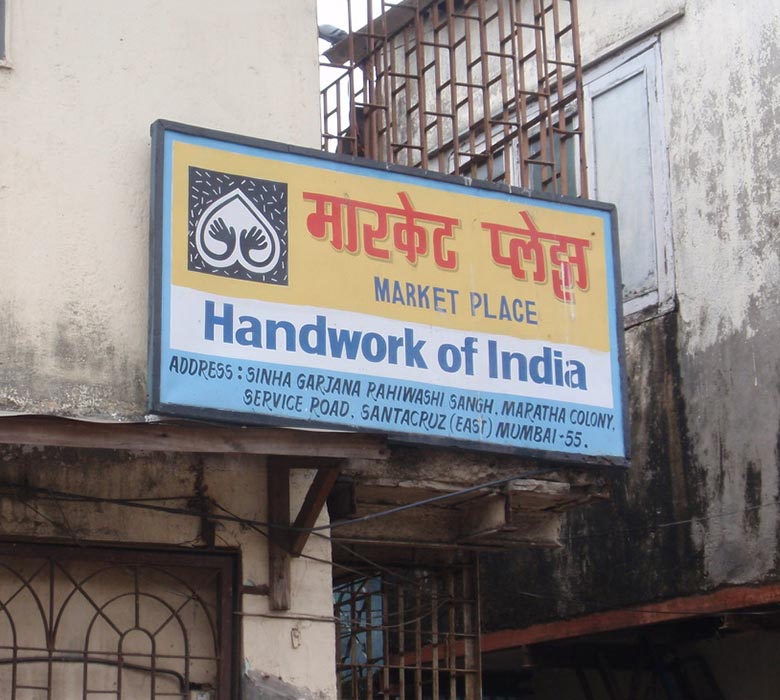 मारकेट प्लेझ
MARKET PLACE
Handwork of India
ADDRESS : SINHA GARJANA RAHIWASHI SANGH. MARATHA COLONY.
SERVICE ROAD. SANTACRUZ (EAST) MUMBAI-55.